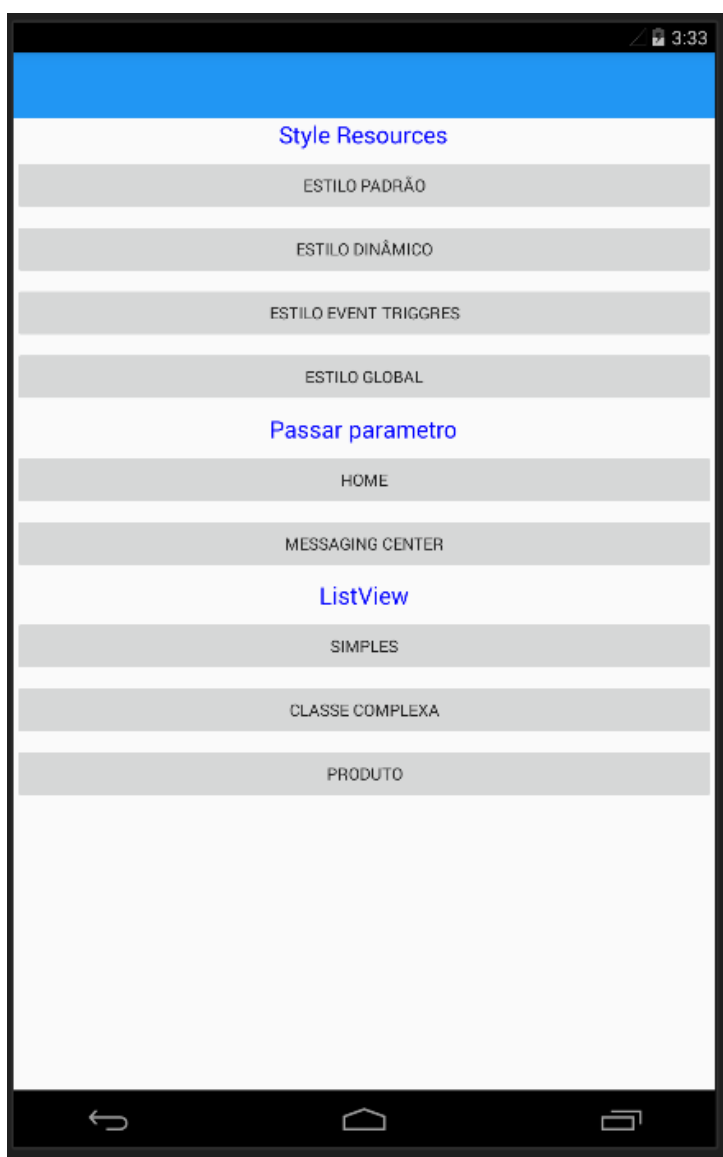 3:33
Style Resources
ESTILO PADRÃO
ESTILO DINÂMICO
ESTILO EVENT TRIGGRES
ESTILO GLOBAL
Passar parametro
HOME
MESSAGING CENTER
ListView
SIMPLES
CLASSE COMPLEXA
PRODUTO